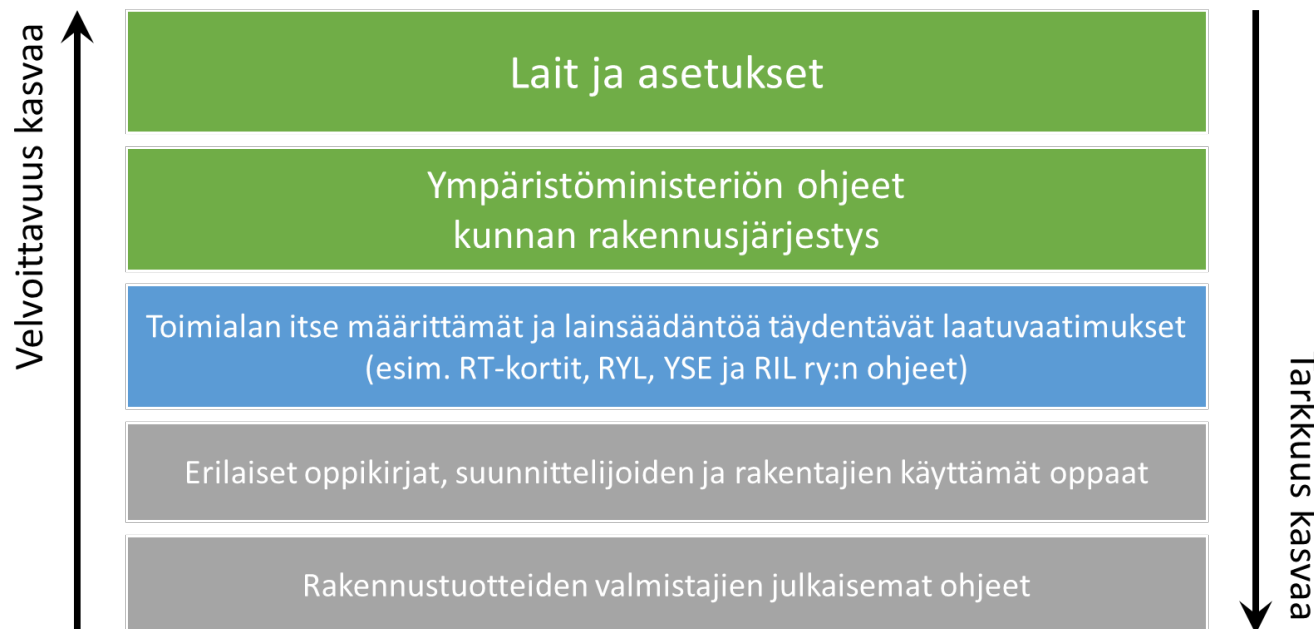 Velvoittavuus kasvaa
Lait ja asetukset
Ympäristöministeriön ohjeet
kunnan rakennusjärjestys
Toimialan itse määrittämät ja lainsäädäntöä täydentävät laatuvaatimukset
(esim. RT-kortit, RYL, YSE ja RIL ry:n ohjeet)
Erilaiset oppikirjat, suunnittelijoiden ja rakentajien käyttämät oppaat
Rakennustuotteiden valmistajien julkaisemat ohjeet
Tarkkuus kasvaa